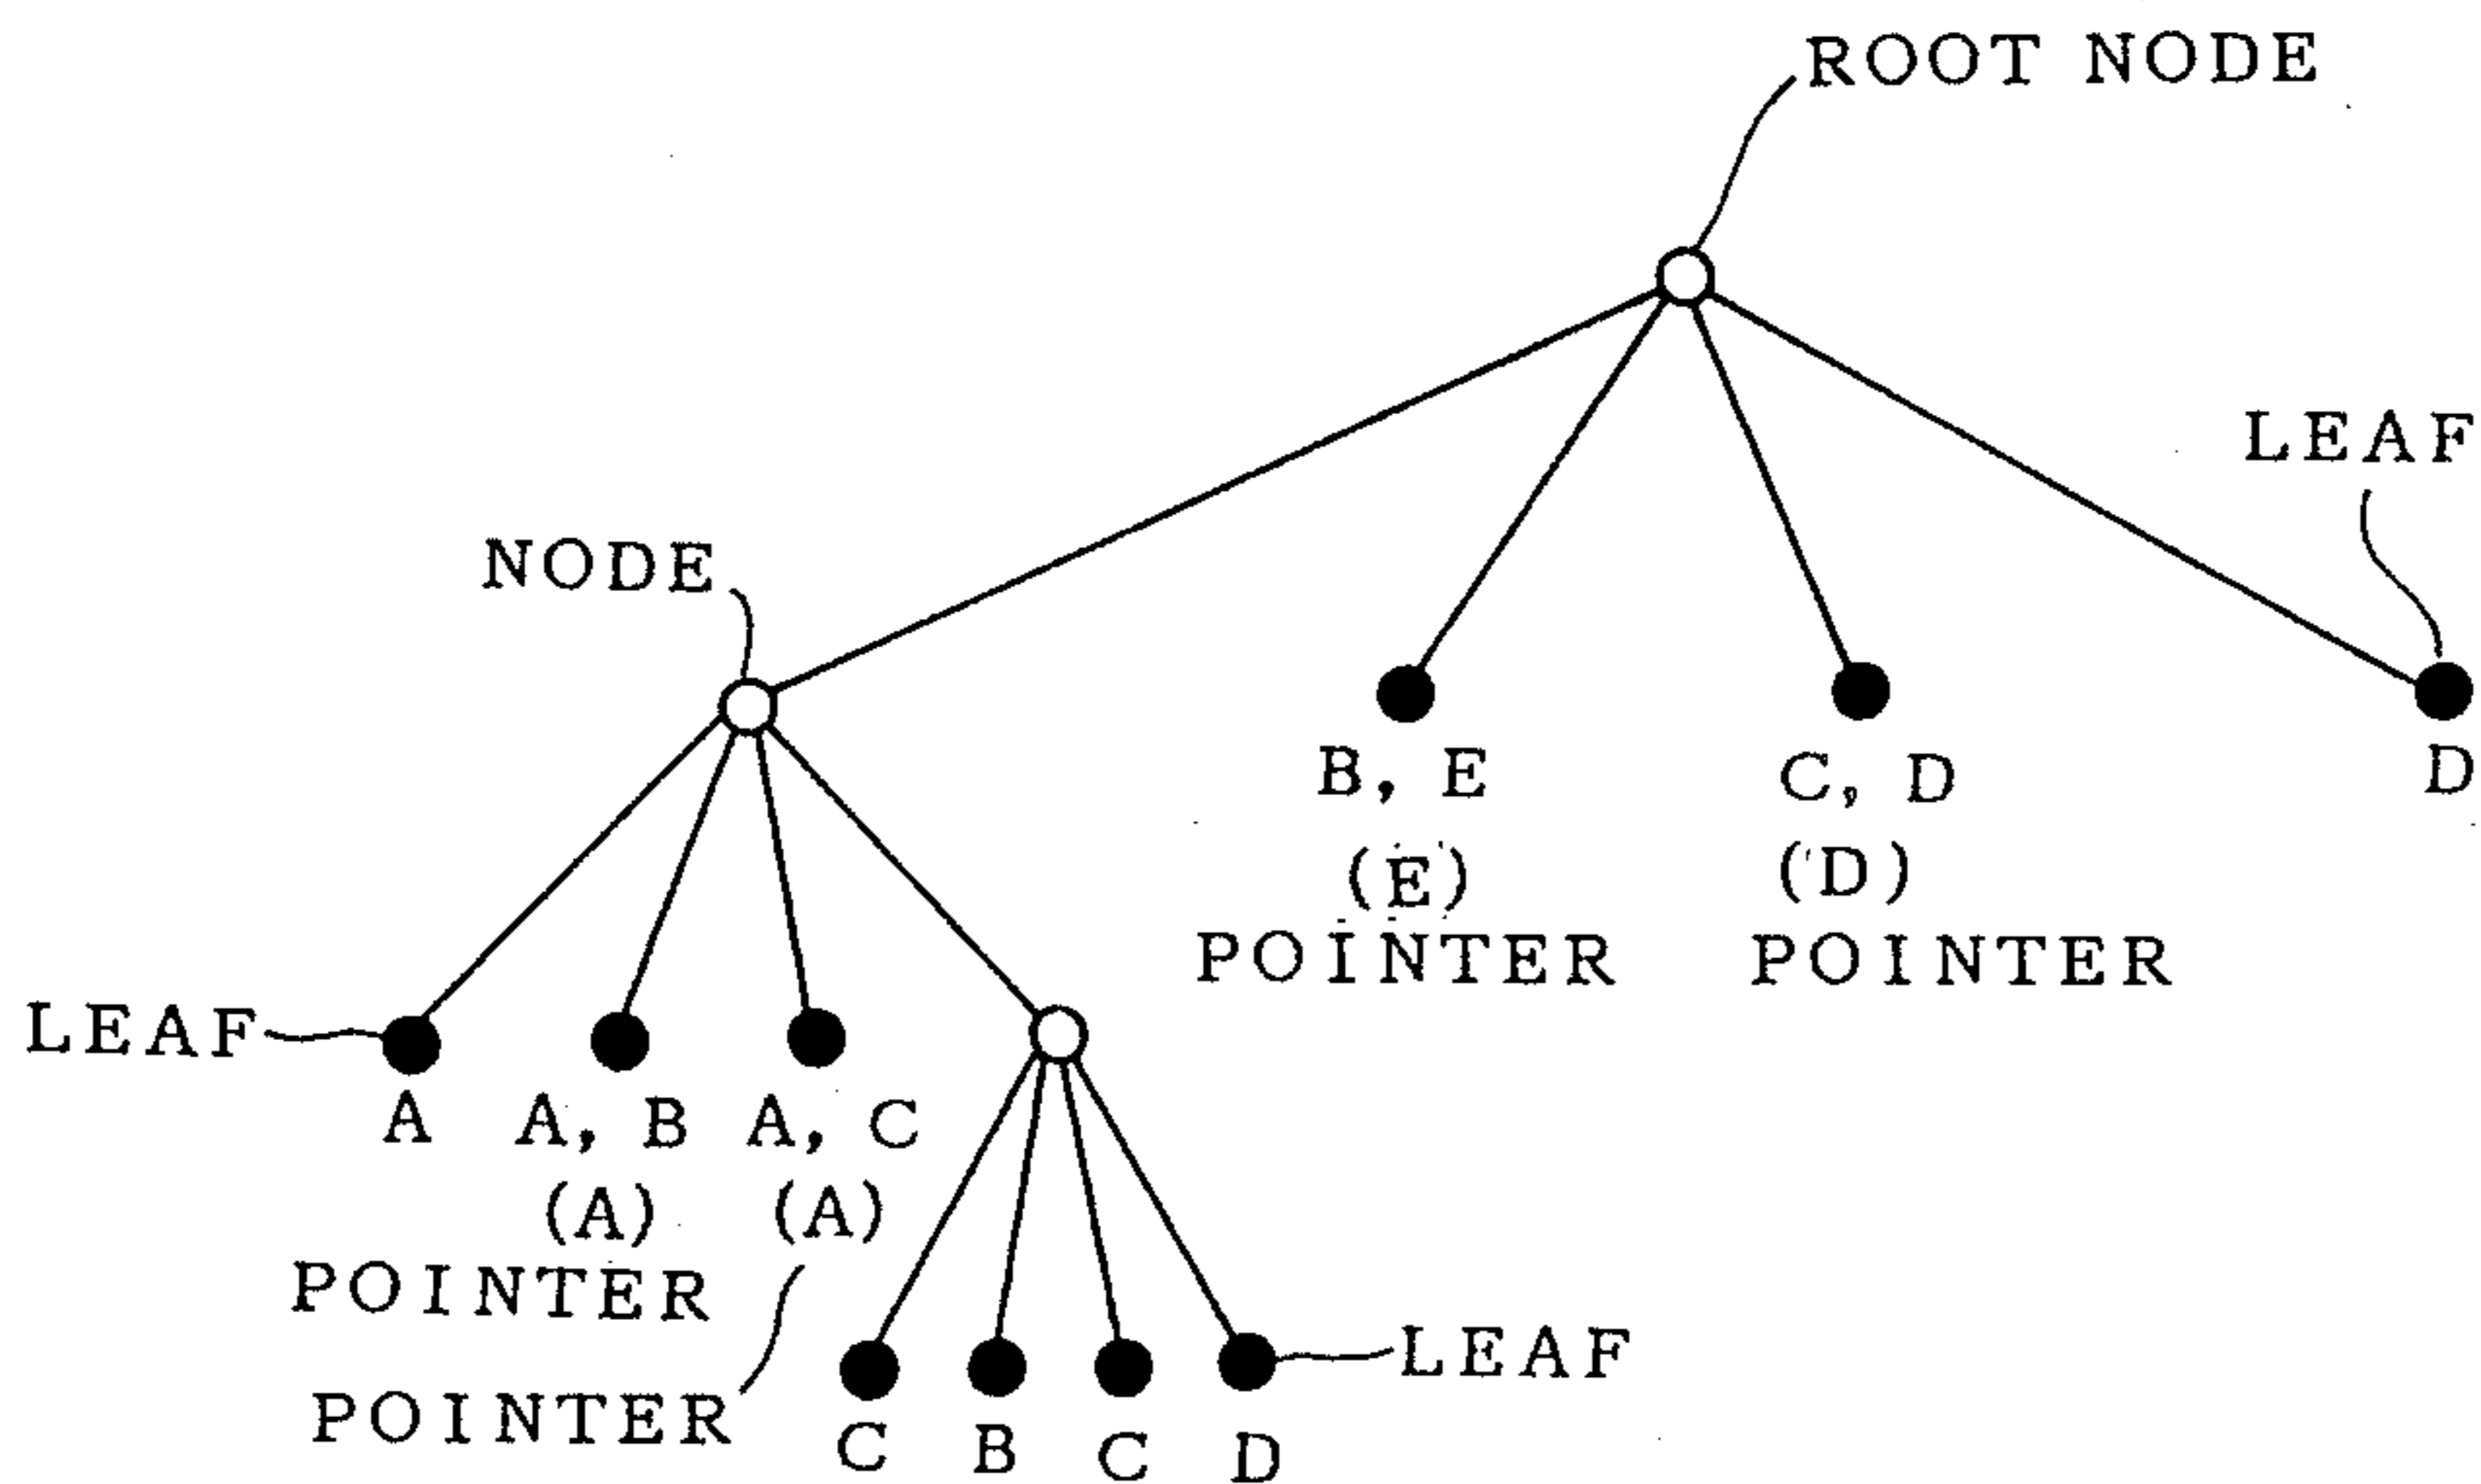 ROOT NODE
LEAF
NODE
B, E
C, D
D
(E)
(D)
POINTER
POINTER
LEAF
A
A, B
A, C
(A)
(A)
POINTER
POINTER
LEAF
C
B
C
D